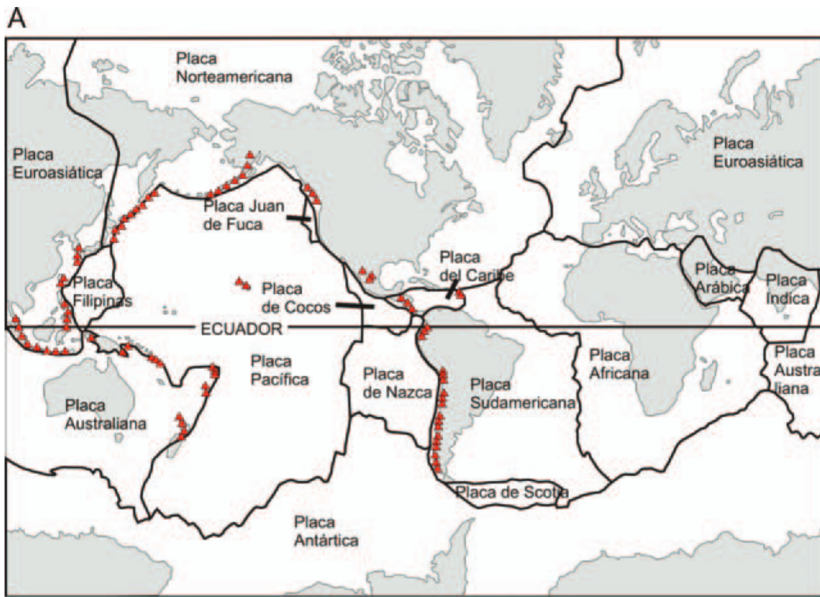 A
Placa
Norteamericana
Placa
Euroasiática
Placa
Euroasiática
Placa Juan
de Fuca
Placa
del Caribe
Placa
Filipinas
Placa
de Cocos
Placa
Arábica
Placa
Índica
ECUADOR
Placa
Pacífica
Placa
de Nazca
Placa
Sudamericana
Placa
Africana
Placa
Austra
liana
Placa
Australiana
Placa de Scotia
Placa
Antártica